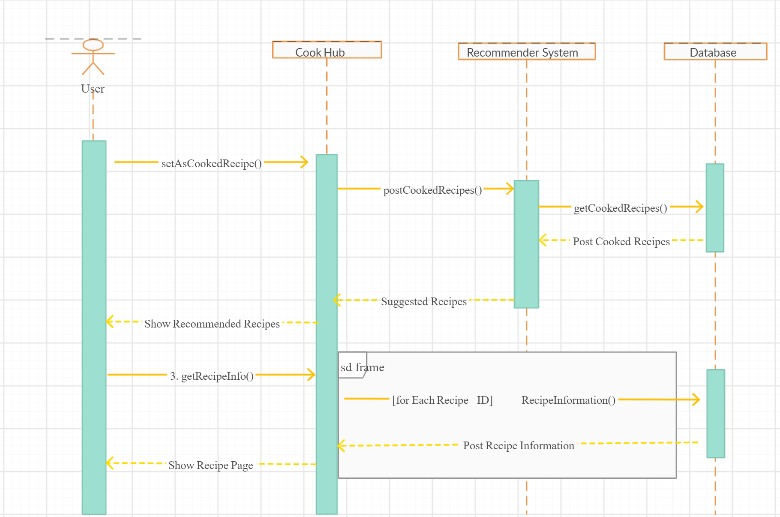 Cook Hub
Recommender System
Database
User
setAsCookedRecipe()
postCookedRecipes()
getCookedRecipes()
Post Cooked Recipes
Suggested Recipes
Show Recommended Recipes
sd frame
3. getRecipeInfo()
[for Each Recipe ID] RecipeInformation()
Post Recipe Information
Show Recipe Page